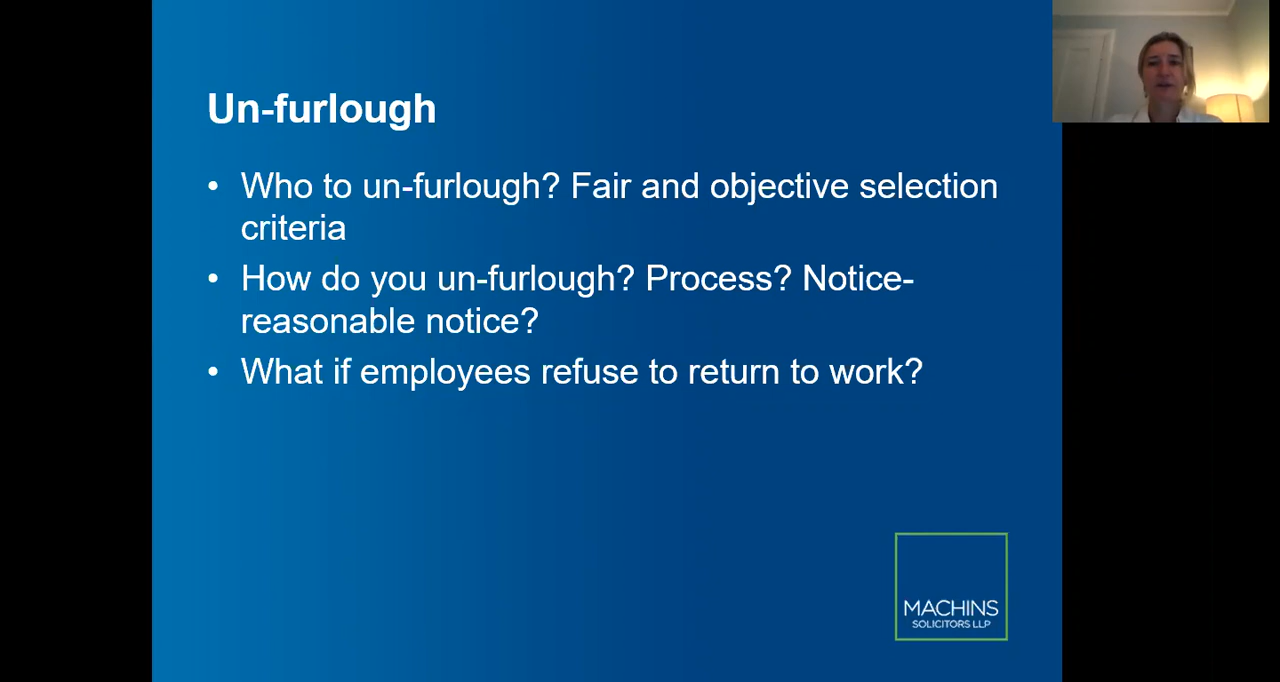 Un-furlough
• Who to un-furlough? Fair and objective selection
criteria
• How do you un-furlough? Process? Notice-
reasonable notice?
• What if employees refuse to return to work?
MACHINS
SOLICITORS LLP